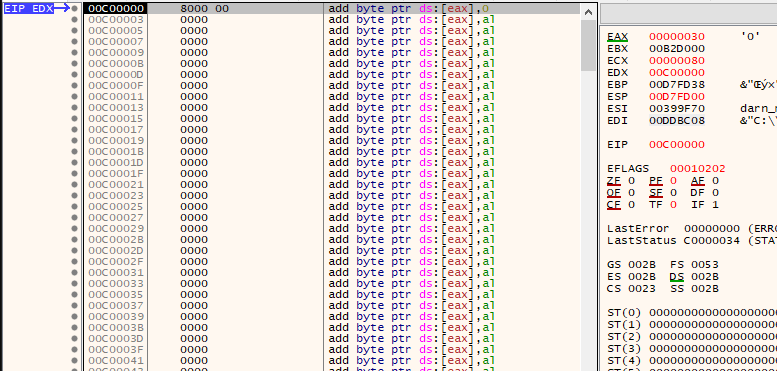 EIP EDX
00C00000 8000 00 add byte ptr ds:[eax],0
00C00003 0000 add byte ptr ds:[eax],al
00C00005 0000 add byte ptr ds:[eax],al
00C00007 0000 add byte ptr ds:[eax],al
00C00009 0000 add byte ptr ds:[eax],al
00C0000B 0000 add byte ptr ds:[eax],al
00C0000D 0000 add byte ptr ds:[eax],al
00C0000F 0000 add byte ptr ds:[eax],al
00C00011 0000 add byte ptr ds:[eax],al
00C00013 0000 add byte ptr ds:[eax],al
00C00015 0000 add byte ptr ds:[eax],al
00C00017 0000 add byte ptr ds:[eax],al
00C00019 0000 add byte ptr ds:[eax],al
00C0001B 0000 add byte ptr ds:[eax],al
00C0001D 0000 add byte ptr ds:[eax],al
00C0001F 0000 add byte ptr ds:[eax],al
00C00021 0000 add byte ptr ds:[eax],al
00C00023 0000 add byte ptr ds:[eax],al
00C00025 0000 add byte ptr ds:[eax],al
00C00027 0000 add byte ptr ds:[eax],al
00C00029 0000 add byte ptr ds:[eax],al
00C0002B 0000 add byte ptr ds:[eax],al
00C0002D 0000 add byte ptr ds:[eax],al
00C0002F 0000 add byte ptr ds:[eax],al
00C00031 0000 add byte ptr ds:[eax],al
00C00033 0000 add byte ptr ds:[eax],al
00C00035 0000 add byte ptr ds:[eax],al
00C00037 0000 add byte ptr ds:[eax],al
00C00039 0000 add byte ptr ds:[eax],al
00C0003B 0000 add byte ptr ds:[eax],al
00C0003D 0000 add byte ptr ds:[eax],al
00C0003F 0000 add byte ptr ds:[eax],al
00C00041 0000 add byte ptr ds:[eax],al
EAX 00000030 '0'
EBX 00B2D000
ECX 00000080
EDX 00C00000
EBP 00D7FD38 &"Œýx"
ESP 00D7FD00
ESI 00399F70 darn_
EDI 00DDBC08 &"C:\
EIP 00C00000
EFLAGS 00010202
ZF 0 PF 0 AF 0
OF 0 SF 0 DF 0
CF 0 TF 0 IF 1
LastError 00000000 (ERRO
LastStatus C0000034 (STAT
GS 002B FS 0053
ES 002B DS 002B
CS 0023 SS 002B
ST(0) 00000000000000000000
ST(1) 00000000000000000000
ST(2) 00000000000000000000
ST(3) 00000000000000000000
ST(4) 00000000000000000000